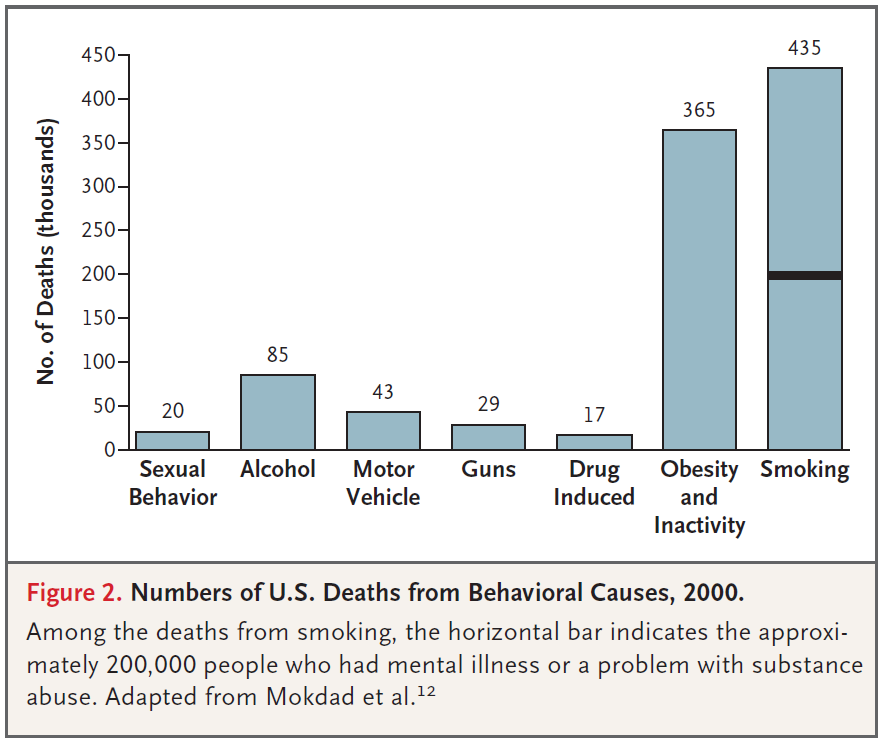 No. of Deaths (thousands)
450
400
350
300
250
200
150
100
50
0
20
85
43
29
17
365
435
Sexual
Behavior
Alcohol
Motor
Vehicle
Guns
Drug
Induced
Obesity
and
Inactivity
Smoking
Figure 2. Numbers of U.S. Deaths from Behavioral Causes, 2000.
Among the deaths from smoking, the horizontal bar indicates the approxi-
mately 200,000 people who had mental illness or a problem with substance
abuse. Adapted from Mokdad et al.¹²